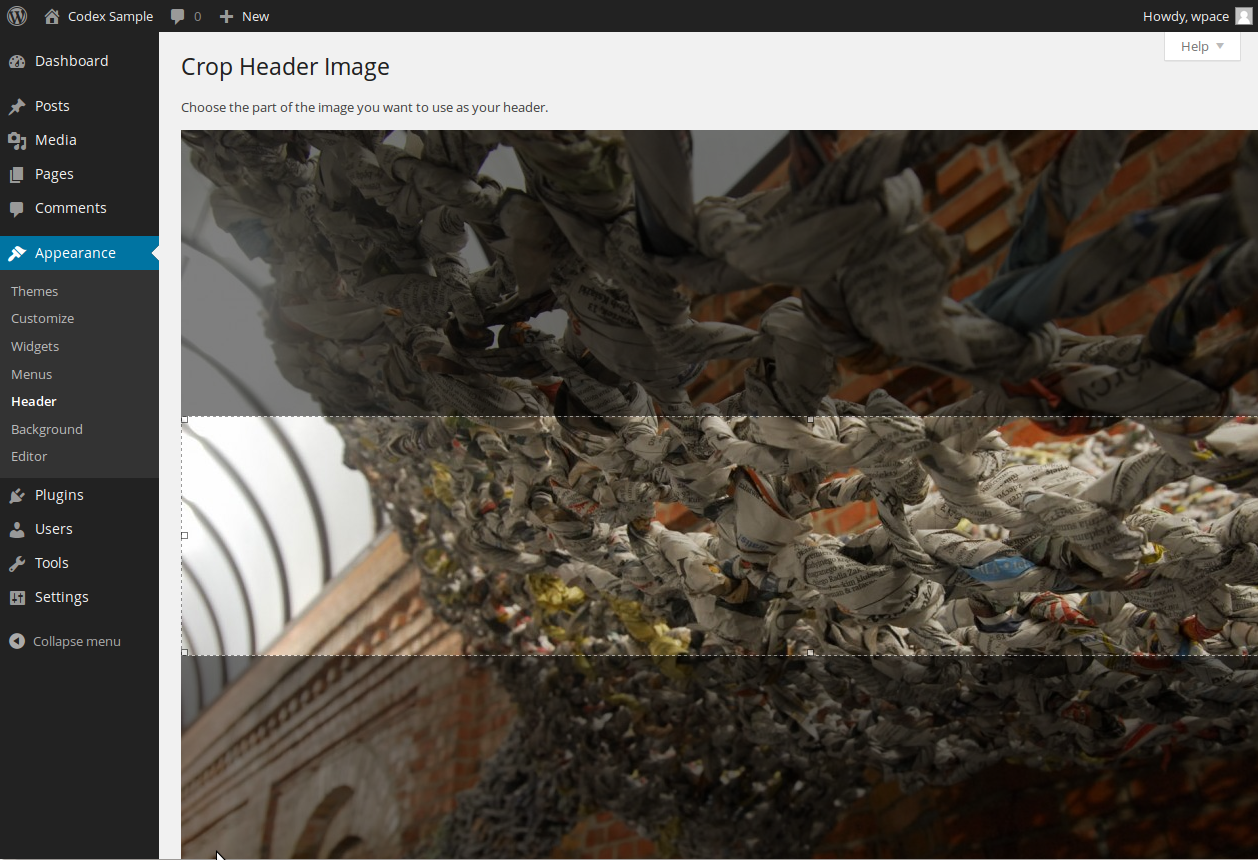 Codex Sample 0 New Howdy, wpace
Help
Dashboard
Posts
Media
Pages
Comments
Appearance
Themes
Customize
Widgets
Menus
Header
Background
Editor
Plugins
Users
Tools
Settings
Collapse menu
Crop Header Image
Choose the part of the image you want to use as your header.